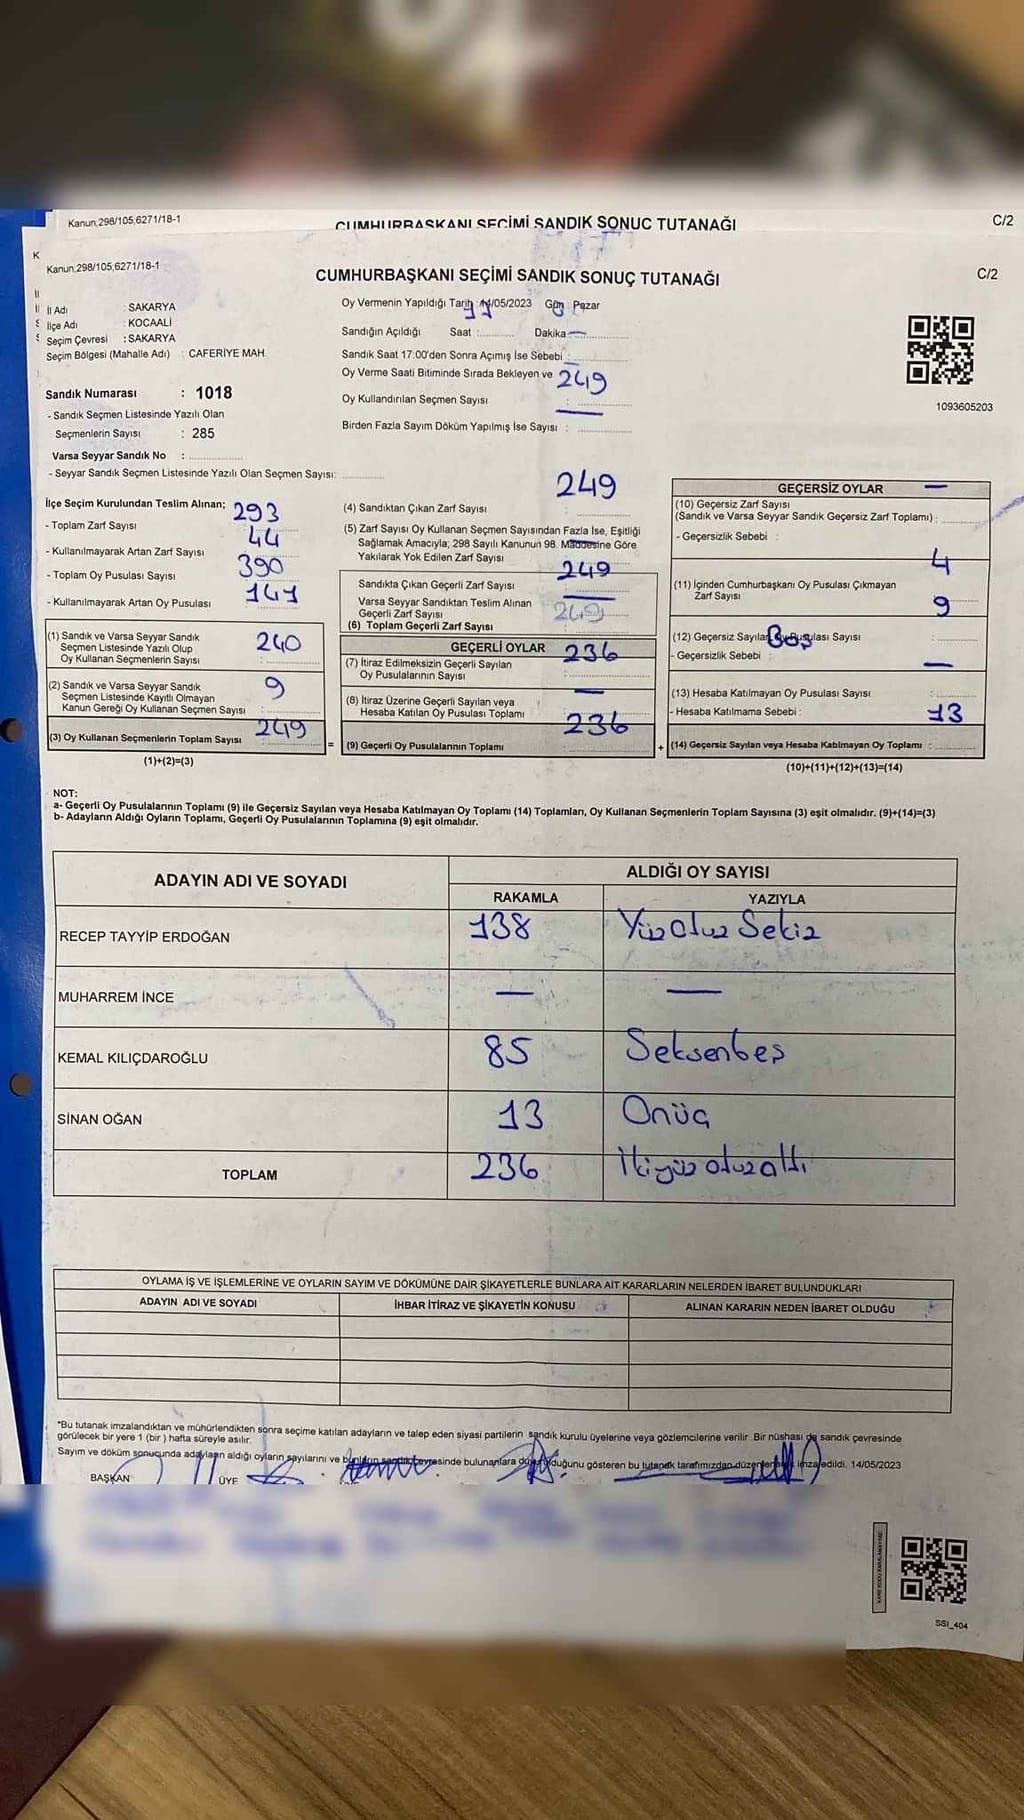 Kanun;298/105,6271/18-1
CUMHURBAŞKANI SEÇİMİ SANDIK SONUÇ TUTANAĞI
C/2
Kanun;298/105;6271/18-1
CUMHURBAŞKANI SEÇİMİ SANDIK SONUÇ TUTANAĞI
C/2
İl Adı : SAKARYA
İlçe Adı : KOCAALİ
Seçim Çevresi : SAKARYA
Seçim Bölgesi (Mahalle Adı) : CAFERİYE MAH.
Sandık Numarası : 1018
- Sandık Seçmen Listesinde Yazılı Olan
Seçmenlerin Sayısı : 285
Varsa Seyyar Sandık No :
- Seyyar Sandık Seçmen Listesinde Yazılı Olan Seçmen Sayısı:
Oy Vermenin Yapıldığı Tarih : 14/05/2023 Gün : Pazar
Sandığın Açıldığı Saat : Dakika —
Sandık Saat 17:00'den Sonra Açımış İse Sebebi :
Oy Verme Saati Bitiminde Sırada Bekleyen ve 249
Oy Kullandırılan Seçmen Sayısı : —
Birden Fazla Sayım Döküm Yapılmış İse Sayısı :
1093605203
İlçe Seçim Kurulundan Teslim Alınan;
- Toplam Zarf Sayısı 293
- Kullanılmayarak Artan Zarf Sayısı 44
- Toplam Oy Pusulası Sayısı 390
- Kullanılmayarak Artan Oy Pusulası 141
(1) Sandık ve Varsa Seyyar Sandık
Seçmen Listesinde Yazılı Olup
Oy Kullanan Seçmenlerin Sayısı : 240
(2) Sandık ve Varsa Seyyar Sandık
Seçmen Listesinde Kayıtlı Olmayan
Kanun Gereği Oy Kullanan Seçmen Sayısı : 9
(3) Oy Kullanan Seçmenlerin Toplam Sayısı 249
(1)+(2)=(3)
=
(4) Sandıktan Çıkan Zarf Sayısı : 249
(5) Zarf Sayısı Oy Kullanan Seçmen Sayısından Fazla İse, Eşitliği
Sağlamak Amacıyla; 298 Sayılı Kanunun 98. Maddesine Göre
Yakılarak Yok Edilen Zarf Sayısı : —
Sandıkta Çıkan Geçerli Zarf Sayısı : 249
Varsa Seyyar Sandıktan Teslim Alınan
Geçerli Zarf Sayısı : —
(6) Toplam Geçerli Zarf Sayısı 249
GEÇERLİ OYLAR
(7) İtiraz Edilmeksizin Geçerli Sayılan
Oy Pusulalarının Sayısı : 236
(8) İtiraz Üzerine Geçerli Sayılan veya
Hesaba Katılan Oy Pusulası Toplamı : —
(9) Geçerli Oy Pusulalarının Toplamı : 236
+
GEÇERSİZ OYLAR
(10) Geçersiz Zarf Sayısı
(Sandık ve Varsa Seyyar Sandık Geçersiz Zarf Toplamı) : —
- Geçersizlik Sebebi :
(11) İçinden Cumhurbaşkanı Oy Pusulası Çıkmayan
Zarf Sayısı : 4
(12) Geçersiz Sayılan Oy Pusulası Sayısı : 9
- Geçersizlik Sebebi : Boş
(13) Hesaba Katılmayan Oy Pusulası Sayısı : —
- Hesaba Katılmama Sebebi :
(14) Geçersiz Sayılan veya Hesaba Katılmayan Oy Toplamı : 13
(10)+(11)+(12)+(13)=(14)
NOT:
a- Geçerli Oy Pusulalarının Toplamı (9) ile Geçersiz Sayılan veya Hesaba Katılmayan Oy Toplamı (14) Toplamları, Oy Kullanan Seçmenlerin Toplam Sayısına (3) eşit olmalıdır. (9)+(14)=(3)
b- Adayların Aldığı Oyların Toplamı, Geçerli Oy Pusulalarının Toplamına (9) eşit olmalıdır.
ADAYIN ADI VE SOYADI ALDIĞI OY SAYISI
RAKAMLA YAZIYLA
RECEP TAYYİP ERDOĞAN 138 Yüz Otuz Sekiz
MUHARREM İNCE — —
KEMAL KILIÇDAROĞLU 85 Seksenbeş
SİNAN OĞAN 13 Onüç
TOPLAM 236 İkiyüz otuzaltı
OYLAMA İŞ VE İŞLEMLERİNE VE OYLARIN SAYIM VE DÖKÜMÜNE DAİR ŞİKAYETLERLE BUNLARA AİT KARARLARIN NELERDEN İBARET BULUNDUKLARI
ADAYIN ADI VE SOYADI İHBAR İTİRAZ VE ŞİKAYETİN KONUSU ALINAN KARARIN NEDEN İBARET OLDUĞU
*Bu tutanak imzalandıktan ve mühürlendikten sonra seçime katılan adayların ve talep eden siyasi partilerin sandık kurulu üyelerine veya gözlemcilerine verilir. Bir nüshası da sandık çevresinde
görülecek bir yere 1 (bir) hafta süreyle asılır.
Sayım ve döküm sonucunda adayların aldığı oyların sayılarını ve bunların sandık çevresinde bulunanlara duyurulduğunu gösteren bu tutanak tarafımızdan düzenlenerek imza edildi. 14/05/2023
BAŞKAN ÜYE
SSI_404